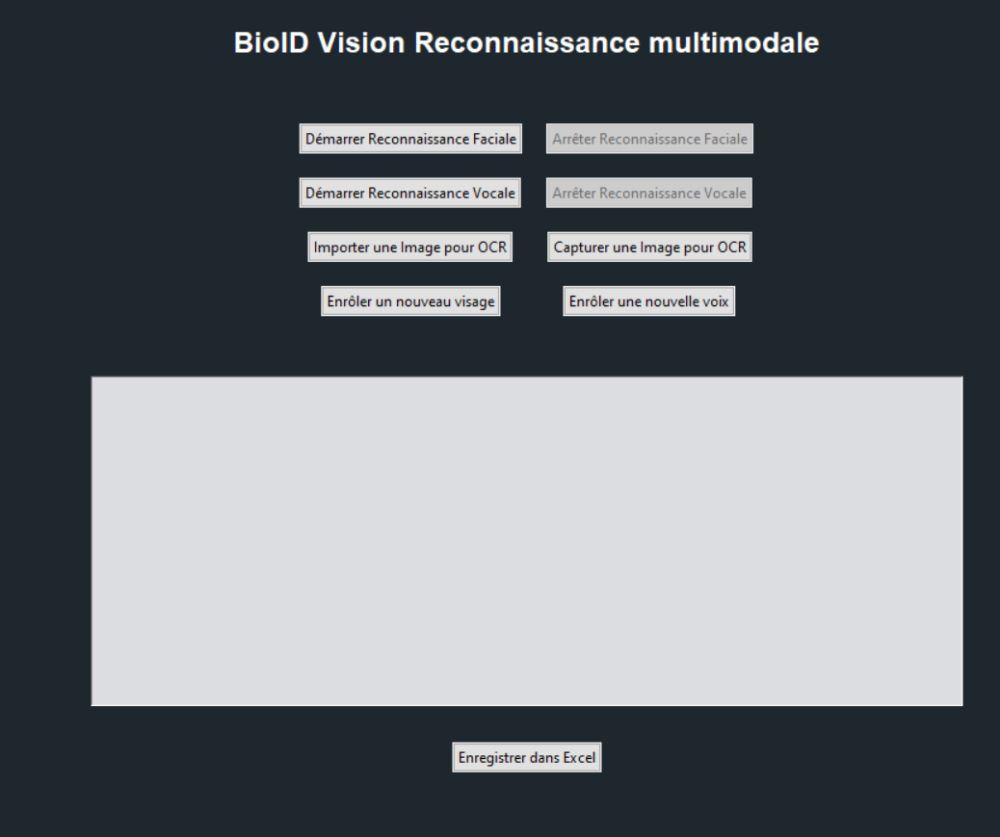 BioID Vision Reconnaissance multimodale
Démarrer Reconnaissance Faciale Arrêter Reconnaissance Faciale
Démarrer Reconnaissance Vocale Arrêter Reconnaissance Vocale
Importer une Image pour OCR Capturer une Image pour OCR
Enrôler un nouveau visage Enrôler une nouvelle voix
Enregistrer dans Excel